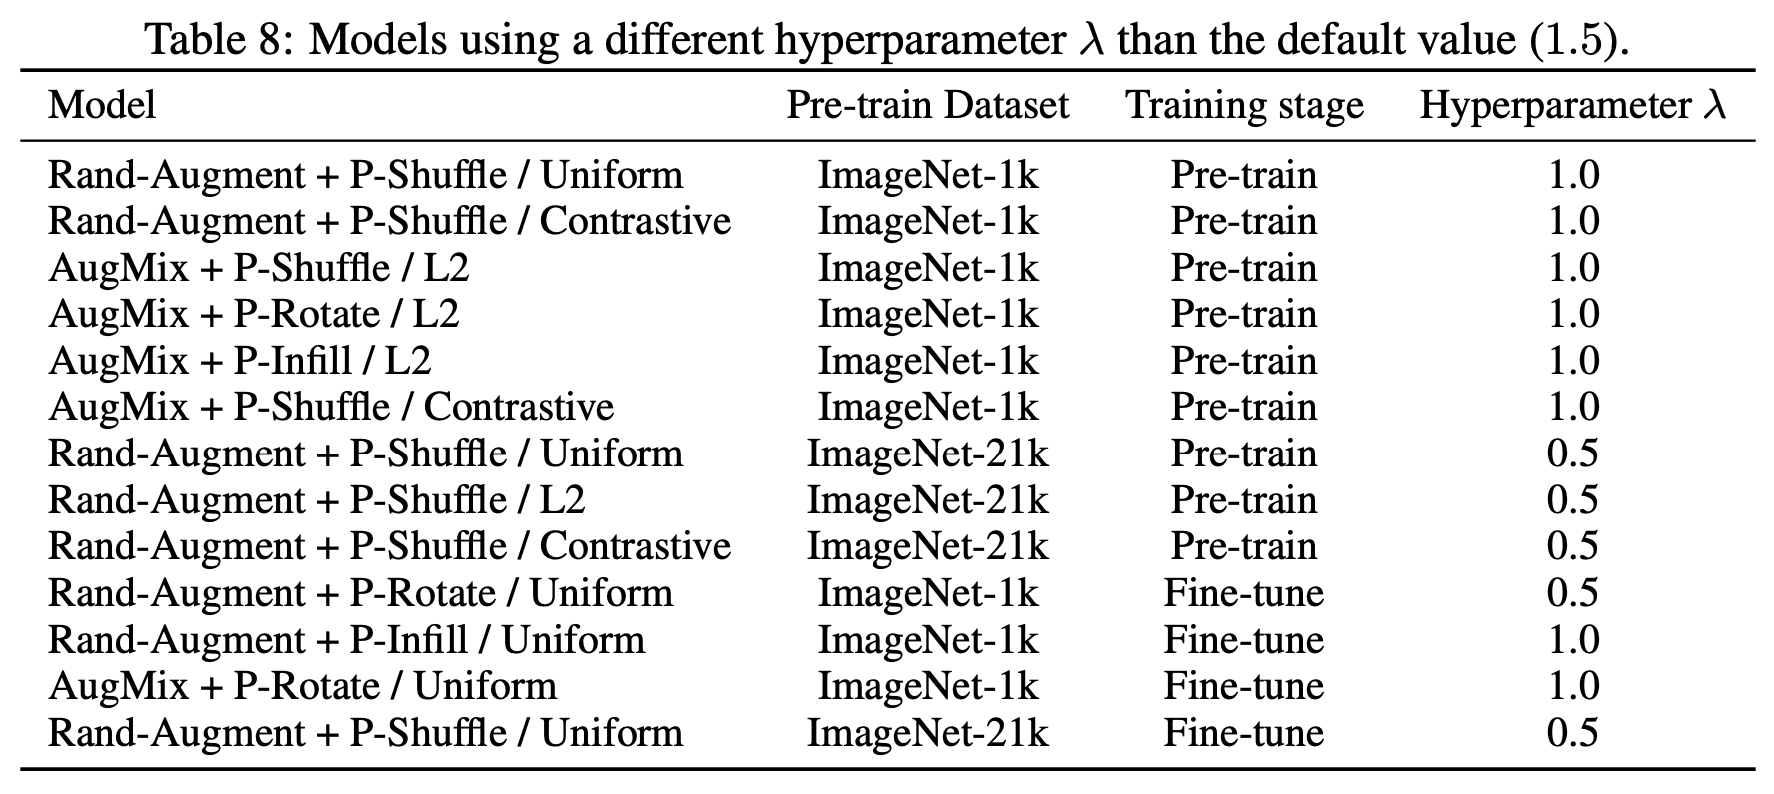 Table 8: Models using a different hyperparameter λ than the default value (1.5).
Model Pre-train Dataset Training stage Hyperparameter λ
Rand-Augment + P-Shuffle / Uniform ImageNet-1k Pre-train 1.0
Rand-Augment + P-Shuffle / Contrastive ImageNet-1k Pre-train 1.0
AugMix + P-Shuffle / L2 ImageNet-1k Pre-train 1.0
AugMix + P-Rotate / L2 ImageNet-1k Pre-train 1.0
AugMix + P-Infill / L2 ImageNet-1k Pre-train 1.0
AugMix + P-Shuffle / Contrastive ImageNet-1k Pre-train 1.0
Rand-Augment + P-Shuffle / Uniform ImageNet-21k Pre-train 0.5
Rand-Augment + P-Shuffle / L2 ImageNet-21k Pre-train 0.5
Rand-Augment + P-Shuffle / Contrastive ImageNet-21k Pre-train 0.5
Rand-Augment + P-Rotate / Uniform ImageNet-1k Fine-tune 0.5
Rand-Augment + P-Infill / Uniform ImageNet-1k Fine-tune 1.0
AugMix + P-Rotate / Uniform ImageNet-1k Fine-tune 1.0
Rand-Augment + P-Shuffle / Uniform ImageNet-21k Fine-tune 0.5